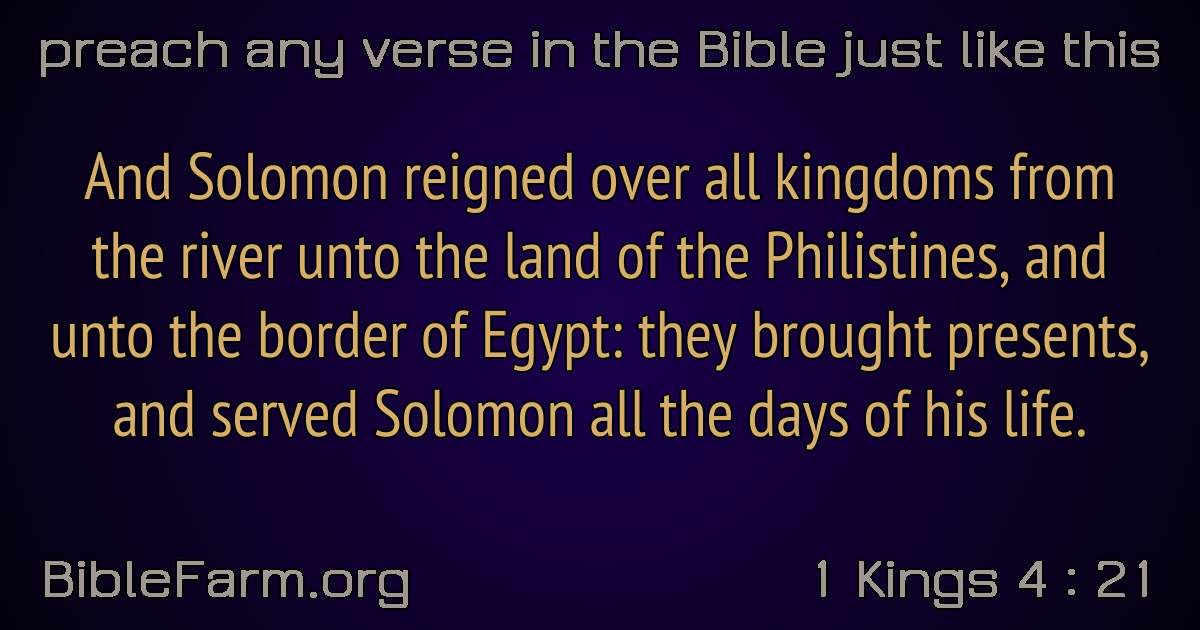 preach any verse in the Bible just like this
And Solomon reigned over all kingdoms from
the river unto the land of the Philistines, and
unto the border of Egypt: they brought presents,
and served Solomon all the days of his life.
BibleFarm.org
1 Kings 4 : 21